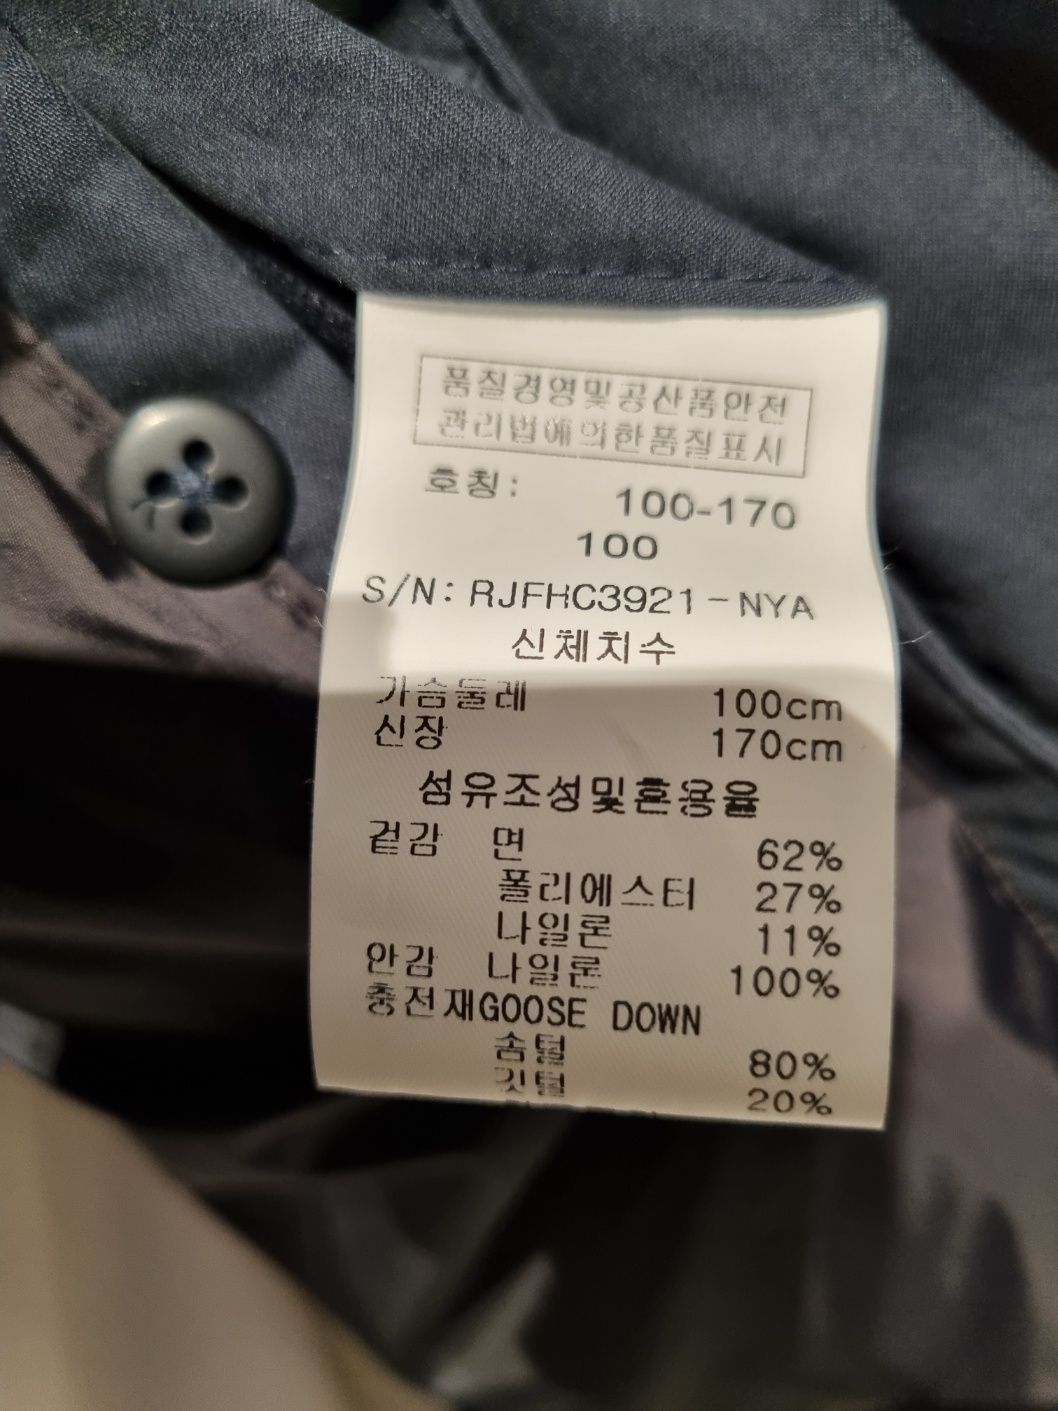 품질경영및공산품안전
관리법에의한품질표시
호칭: 100-170
100
S/N: RJFHC3921-NYA
신체치수
가슴둘레 100cm
신장 170cm
섬유조성및혼용율
겉감 면 62%
폴리에스터 27%
나일론 11%
안감 나일론 100%
충전재GOOSE DOWN
솜털 80%
깃털 20%